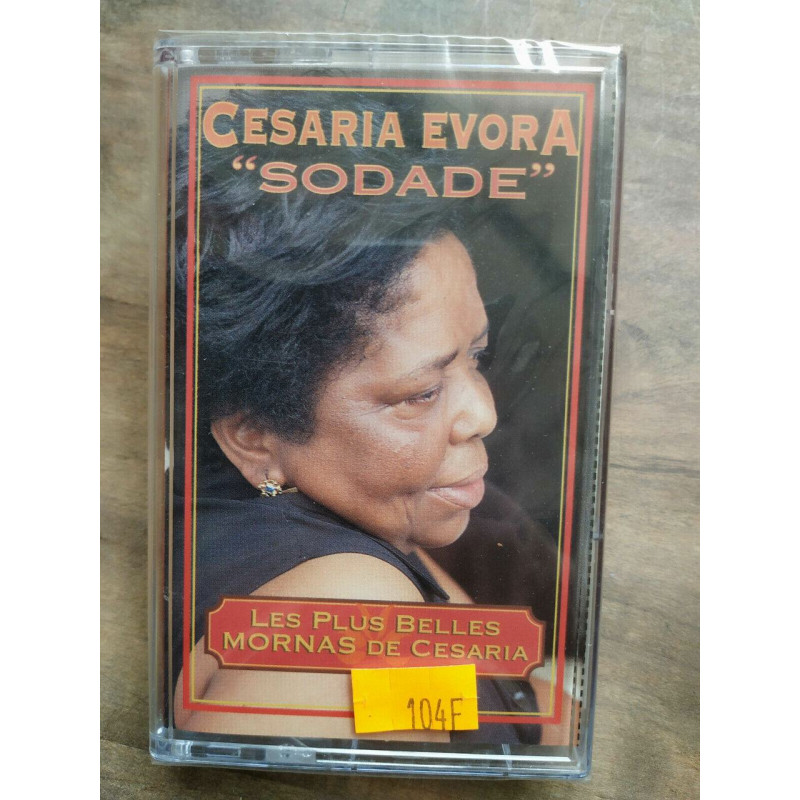 CESARIA EVORA
“SODADE”
LES PLUS BELLES
MORNAS DE CESARIA
104F